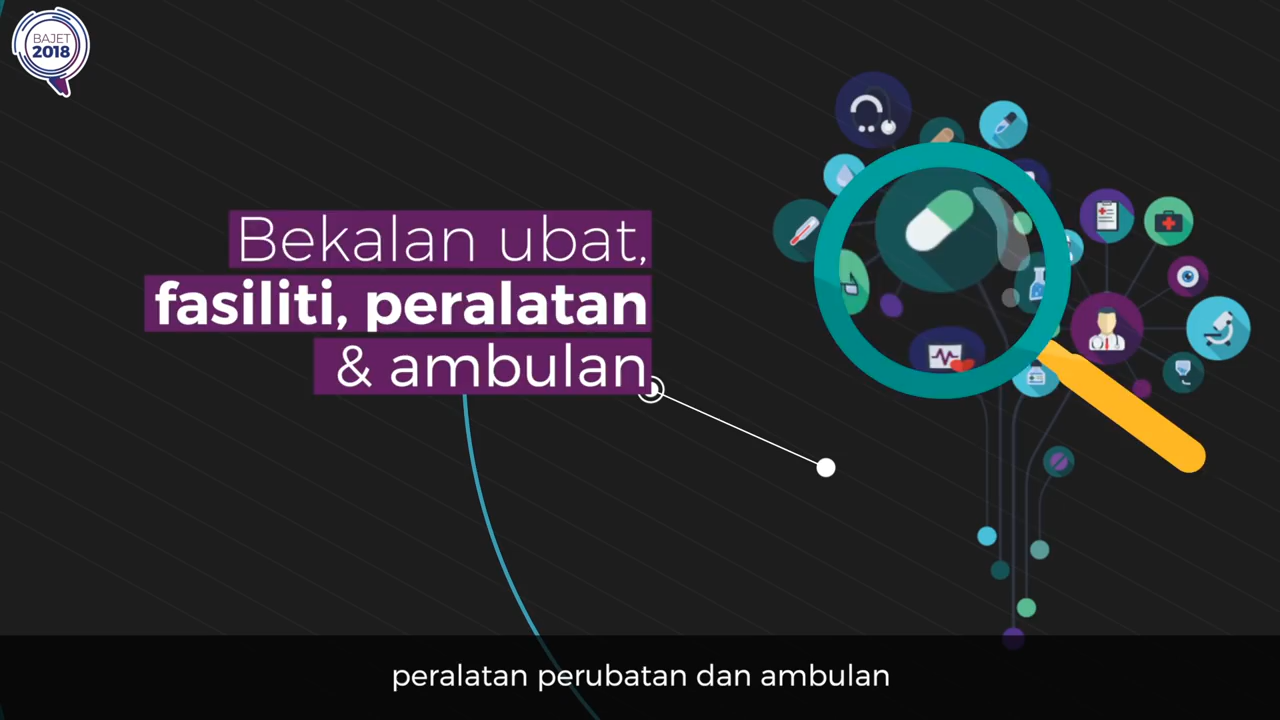 BAJET
2018
Bekalan ubat,
fasiliti, peralatan
& ambulan
peralatan perubatan dan ambulan